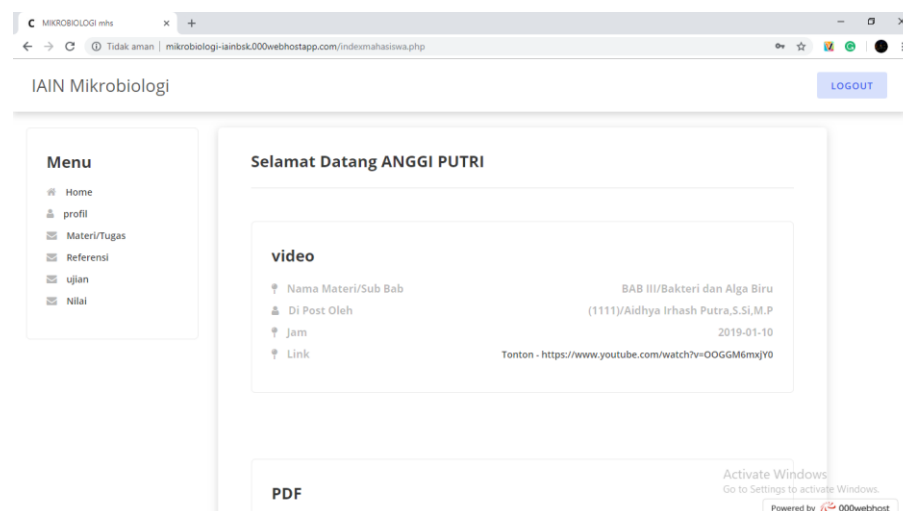 MIKROBIOLOGI mhs
Tidak aman | mikrobiologi-iainbsk.000webhostapp.com/indexmahasiswa.php
IAIN Mikrobiologi
LOGOUT
Menu
Home
profil
Materi/Tugas
Referensi
ujian
Nilai
Selamat Datang ANGGI PUTRI
video
Nama Materi/Sub Bab BAB III/Bakteri dan Alga Biru
Di Post Oleh (1111)/Aidhya Irhash Putra,S.Si,M.P
Jam 2019-01-10
Link Tonton - https://www.youtube.com/watch?v=OOGGM6mxjY0
PDF
Activate Windows
Go to Settings to activate Windows.
Powered by 000webhost